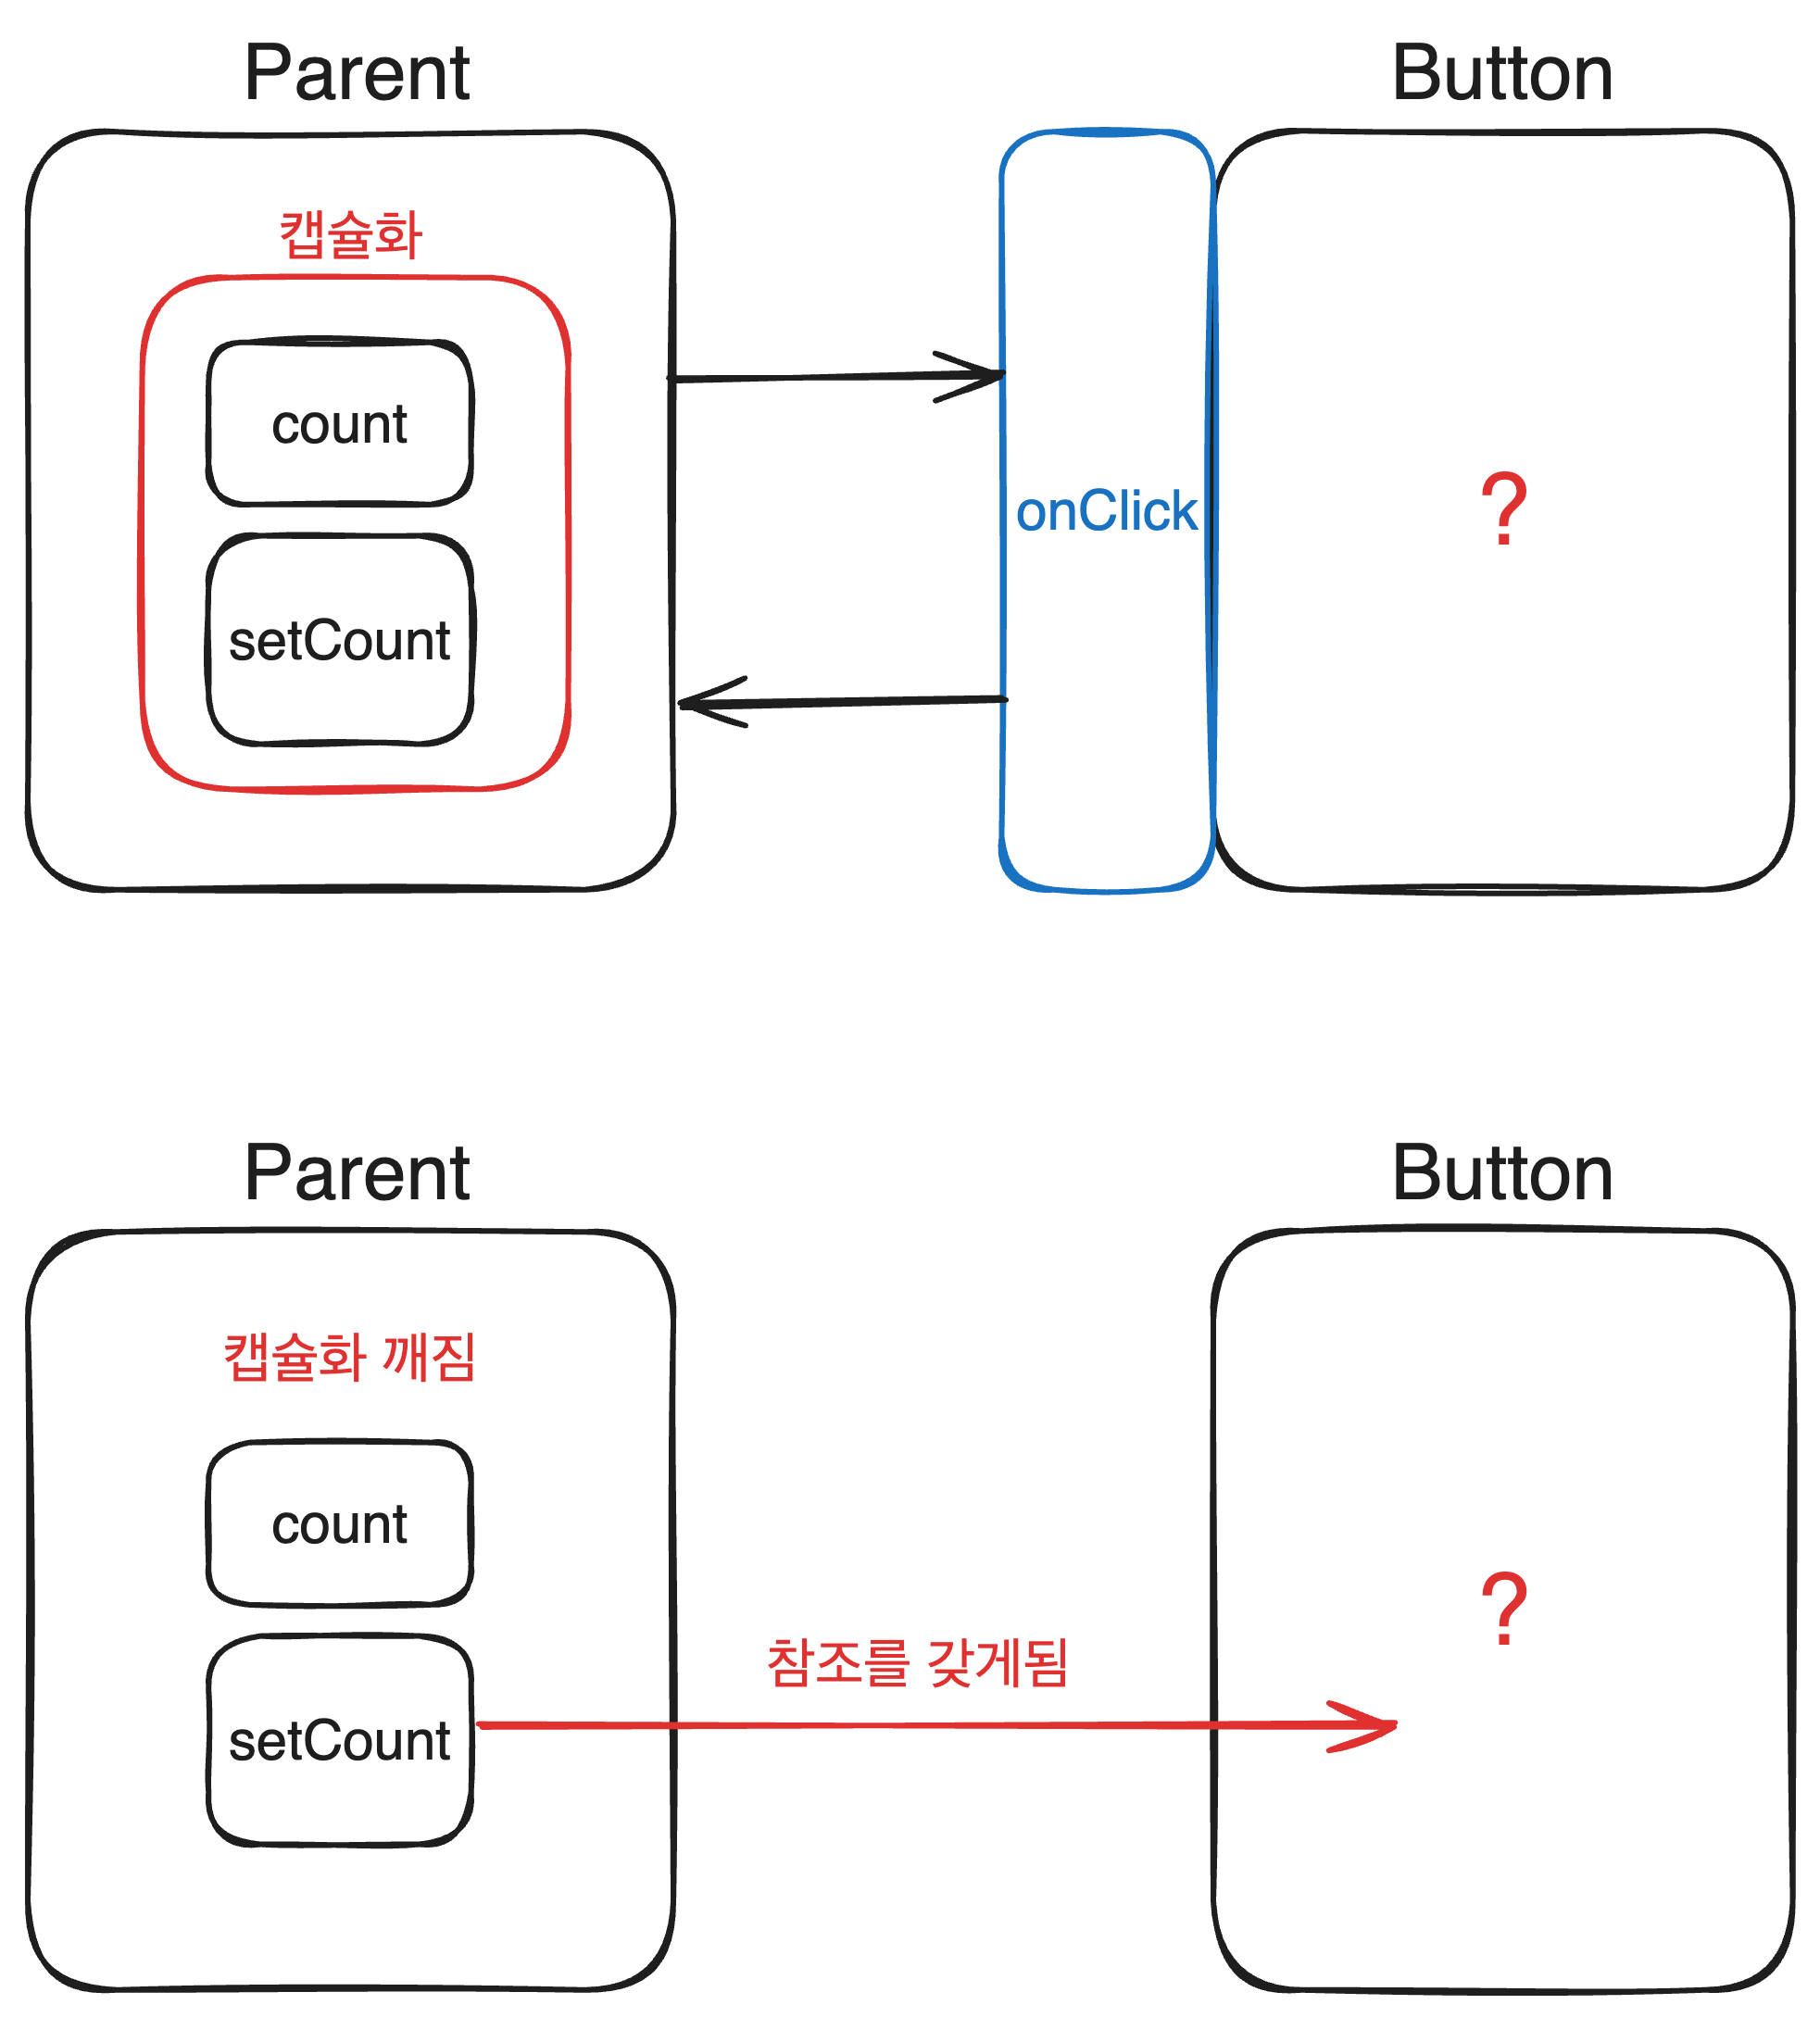 Parent
Button
캡슐화
count
onClick
?
setCount
Parent
Button
캡슐화 깨짐
count
?
참조를 갖게됨
setCount